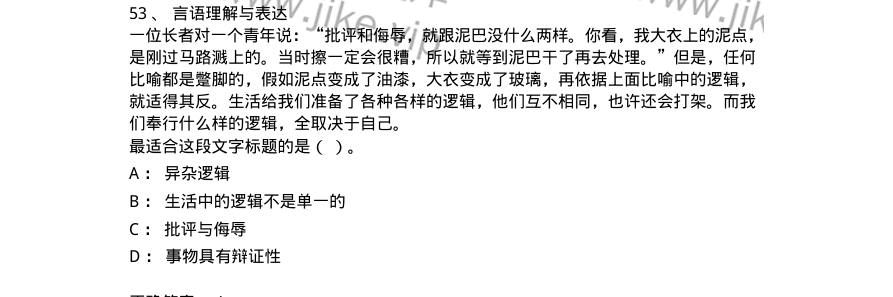 53 、 言语理解与表达
一位长者对一个青年说：“批评和侮辱，就跟泥巴没什么两样。你看，我大衣上的泥点，
是刚过马路溅上的。当时擦一定会很糟，所以就等到泥巴干了再去处理。”但是，任何
比喻都是蹩脚的，假如泥点变成了油漆，大衣变成了玻璃，再依据上面比喻中的逻辑，
就适得其反。生活给我们准备了各种各样的逻辑，他们互不相同，也许还会打架。而我
们奉行什么样的逻辑，全取决于自己。
最适合这段文字标题的是（ ）。
A ： 异杂逻辑
B ： 生活中的逻辑不是单一的
C ： 批评与侮辱
D ： 事物具有辩证性
www.jike.vip